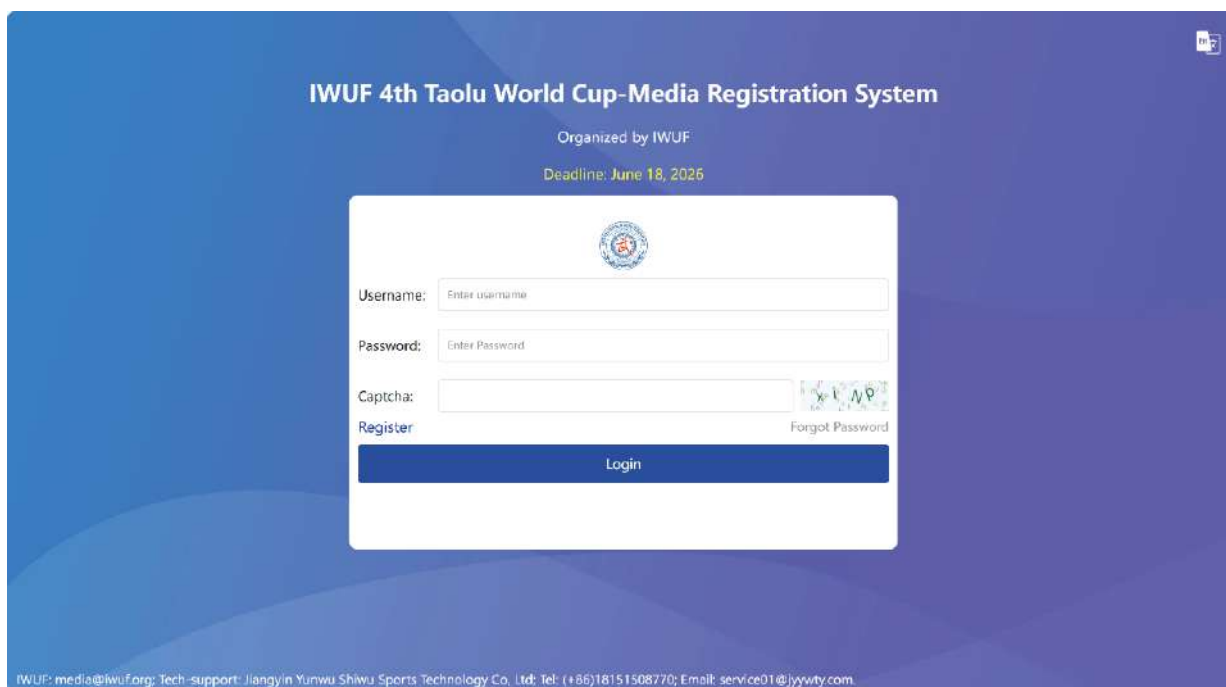 IWUF 4th Taolu World Cup-Media Registration System
Organized by IWUF
Deadline: June 18, 2026
Username: Enter username
Password: Enter Password
Captcha:
Register Forgot Password
Login
IWUF: media@iwuf.org; Tech-support: Jiangyin Yunwu Shiwu Sports Technology Co, Ltd; Tel: (+86)18151508770; Email: service01@jyywty.com.